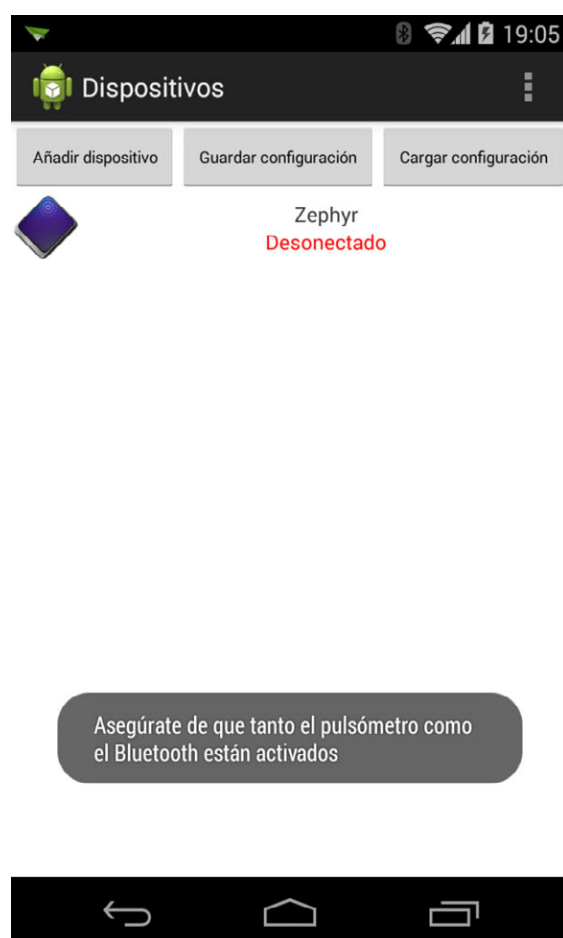 19:05
Dispositivos
Añadir dispositivo
Guardar configuración
Cargar configuración
Zephyr
Desonectado
Asegúrate de que tanto el pulsómetro como
el Bluetooth están activados